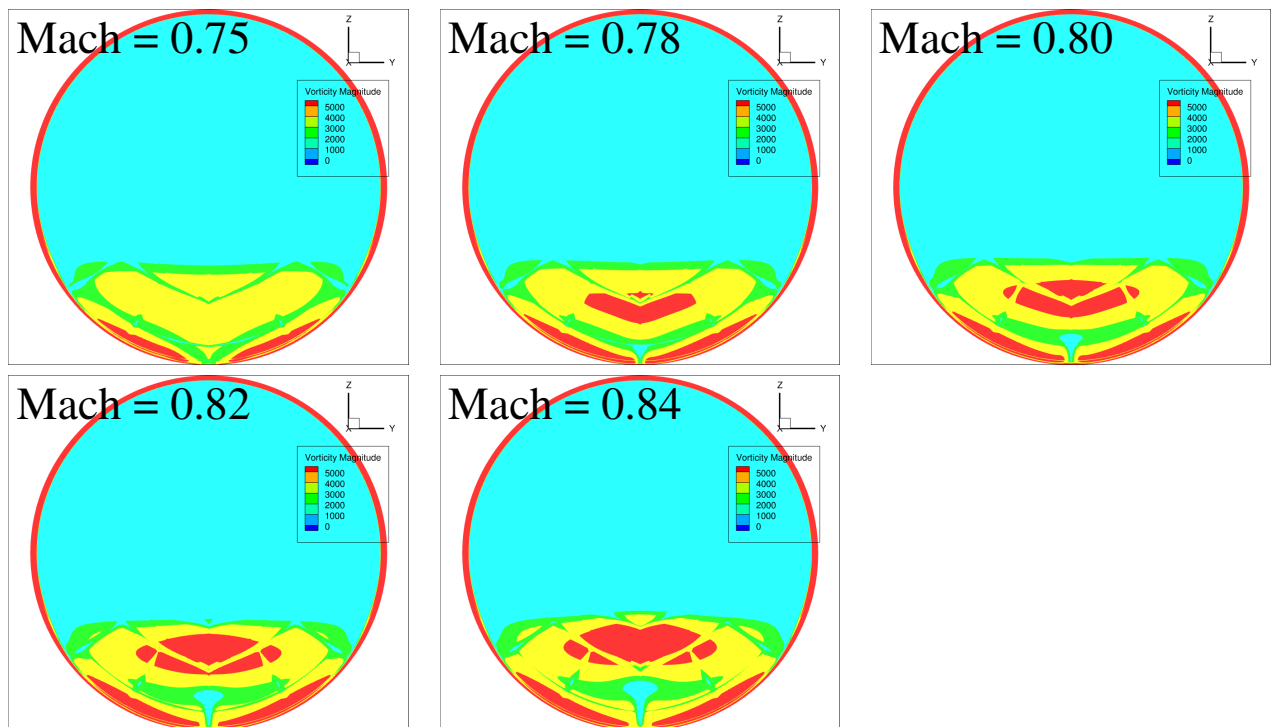 Mach = 0.75
Z
X
Y
Vorticity Magnitude
5000
4000
3000
2000
1000
0
Mach = 0.78
Z
X
Y
Vorticity Magnitude
5000
4000
3000
2000
1000
0
Mach = 0.80
Z
X
Y
Vorticity Magnitude
5000
4000
3000
2000
1000
0
Mach = 0.82
Z
X
Y
Vorticity Magnitude
5000
4000
3000
2000
1000
0
Mach = 0.84
Z
X
Y
Vorticity Magnitude
5000
4000
3000
2000
1000
0